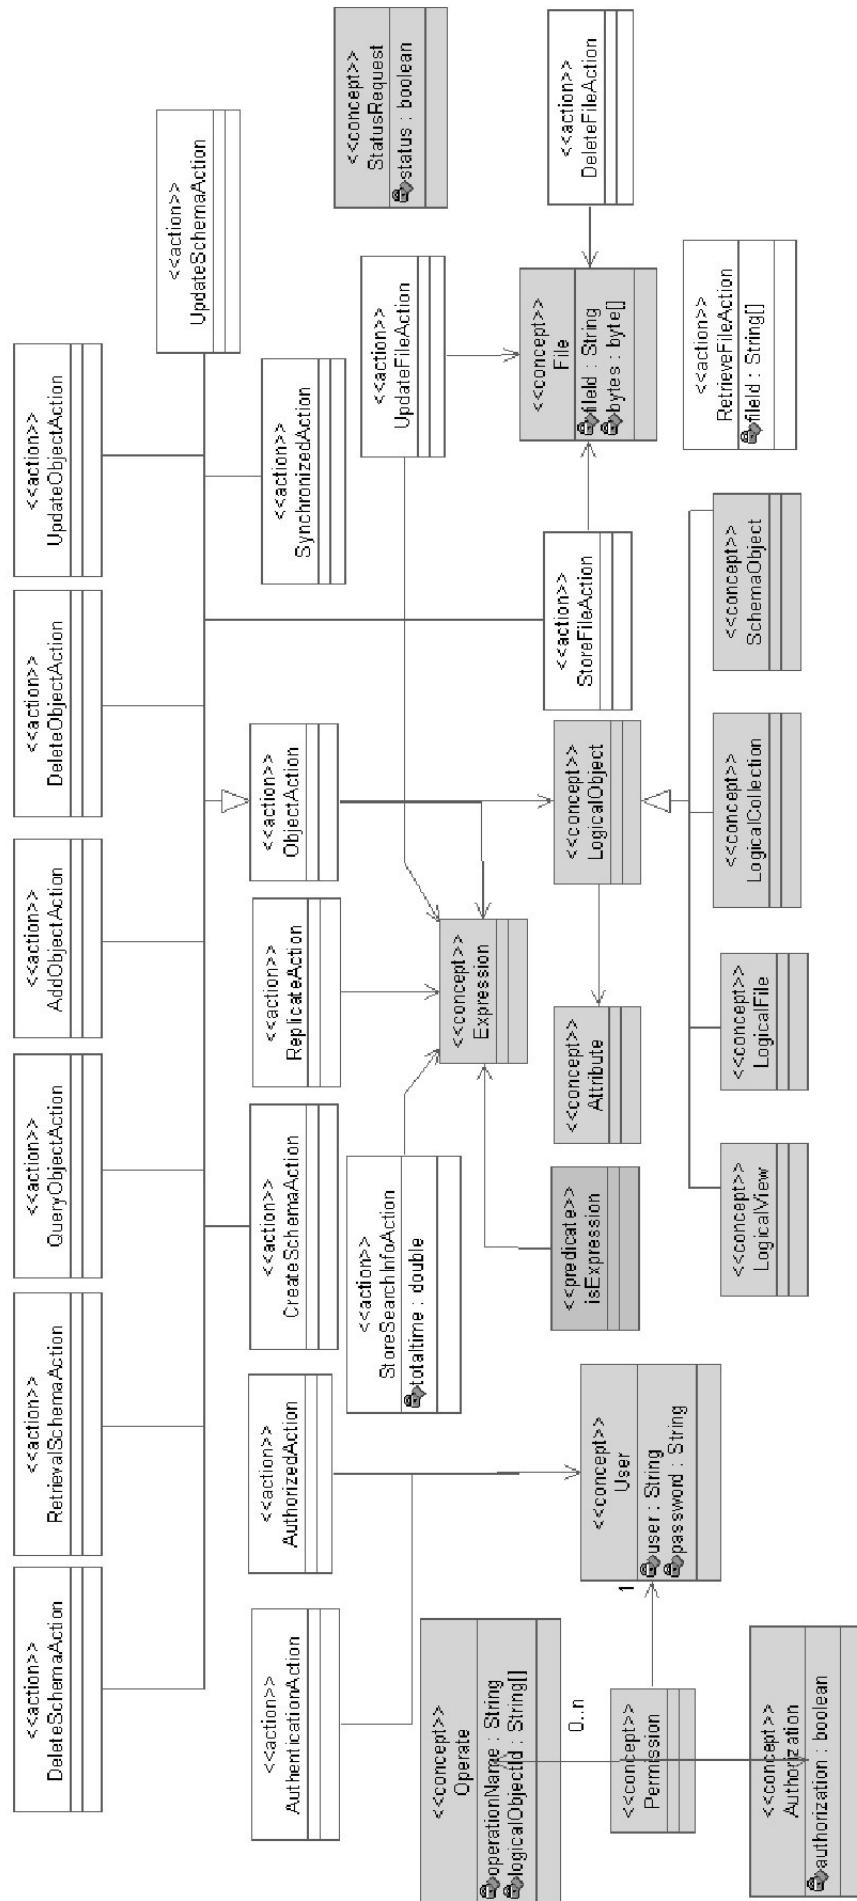 <<action>>
DeleteSchemaAction
<<action>>
RetrievalSchemaAction
<<action>>
QueryObjectAction
<<action>>
AddObjectAction
<<action>>
DeleteObjectAction
<<action>>
UpdateObjectAction
<<action>>
UpdateSchemaAction
<<action>>
AuthenticationAction
<<action>>
AuthorizedAction
<<action>>
CreateSchemaAction
<<action>>
ReplicateAction
<<action>>
ObjectAction
<<action>>
SynchronizedAction
<<concept>>
StatusRequest
status : boolean
<<action>>
StoreSearchInfoAction
totaltime : double
<<action>>
UpdateFileAction
<<concept>>
Operate
operationName : String
logicalObjectId : String[]
<<concept>>
Expression
<<concept>>
File
fileId : String
bytes : byte[]
<<action>>
DeleteFileAction
<<predicate>>
isExpression
<<concept>>
Attribute
<<concept>>
LogicalObject
<<action>>
StoreFileAction
0..n
1
<<concept>>
User
user : String
password : String
<<concept>>
Permission
<<action>>
RetrieveFileAction
fileId : String[]
<<concept>>
LogicalView
<<concept>>
LogicalFile
<<concept>>
LogicalCollection
<<concept>>
SchemaObject
<<concept>>
Authorization
authorization : boolean